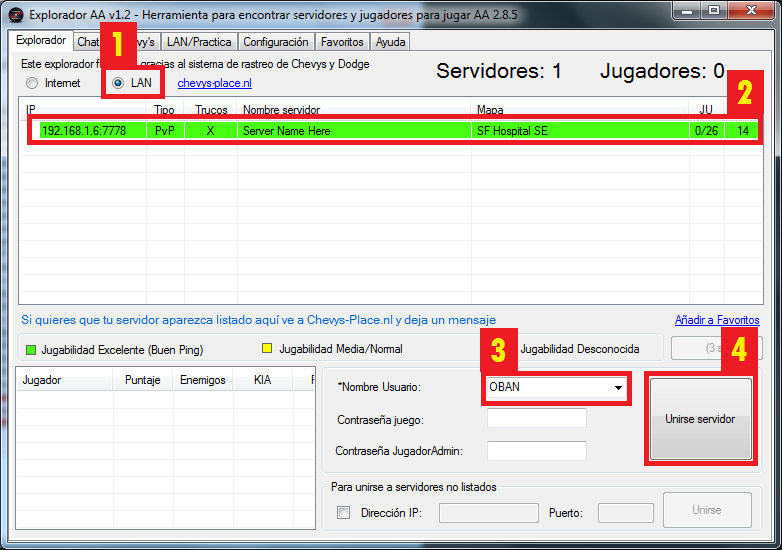 Explorador AA v1.2 - Herramienta para encontrar servidores y jugadores para jugar AA 2.8.5
Explorador Chat LAN/Practica Configuración Favoritos Ayuda
1
Este explorador gracias al sistema de rastreo de Chevys y Dodge
Internet LAN chevys-place.nl
Servidores: 1 Jugadores: 0
2
IP Tipo Trucos Nombre servidor Mapa JU
192.168.1.6:7778 PvP X Server Name Here SF Hospital SE 0/26 14
Si quieres que tu servidor aparezca listado aquí ve a Chevys-Place.nl y deja un mensaje
Añadir a Favoritos
Jugabilidad Excelente (Buen Ping) Jugabilidad Media/Normal Jugabilidad Desconocida
3
4
Jugador Puntaje Enemigos KIA
*Nombre Usuario: OBAN
Contraseña juego:
Contraseña JugadorAdmin:
Unirse servidor
Para unirse a servidores no listados
Dirección IP: Puerto: Unirse